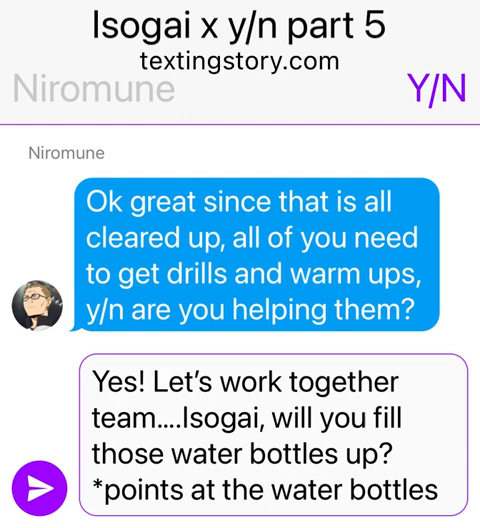 Isogai x y/n part 5
textingstory.com
Niromune Y/N
Niromune
Ok great since that is all
cleared up, all of you need
to get drills and warm ups,
y/n are you helping them?
Yes! Let’s work together
team....Isogai, will you fill
those water bottles up?
*points at the water bottles